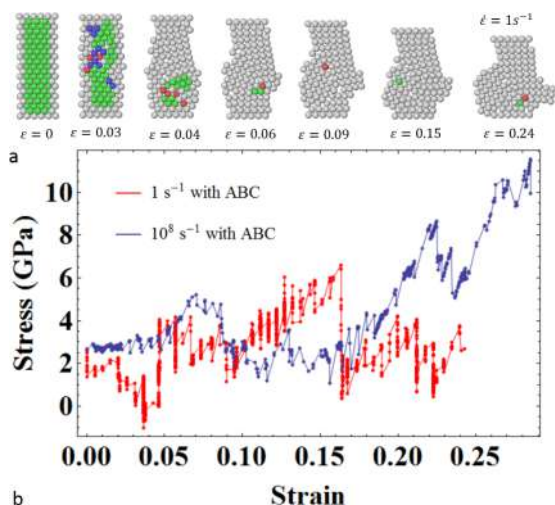 ε̇ = 1s⁻¹
ε = 0 ε = 0.03 ε = 0.04 ε = 0.06 ε = 0.09 ε = 0.15 ε = 0.24
a
1 s⁻¹ with ABC
10⁸ s⁻¹ with ABC
Stress (GPa)
10
8
6
4
2
0
0.00 0.05 0.10 0.15 0.20 0.25
Strain
b